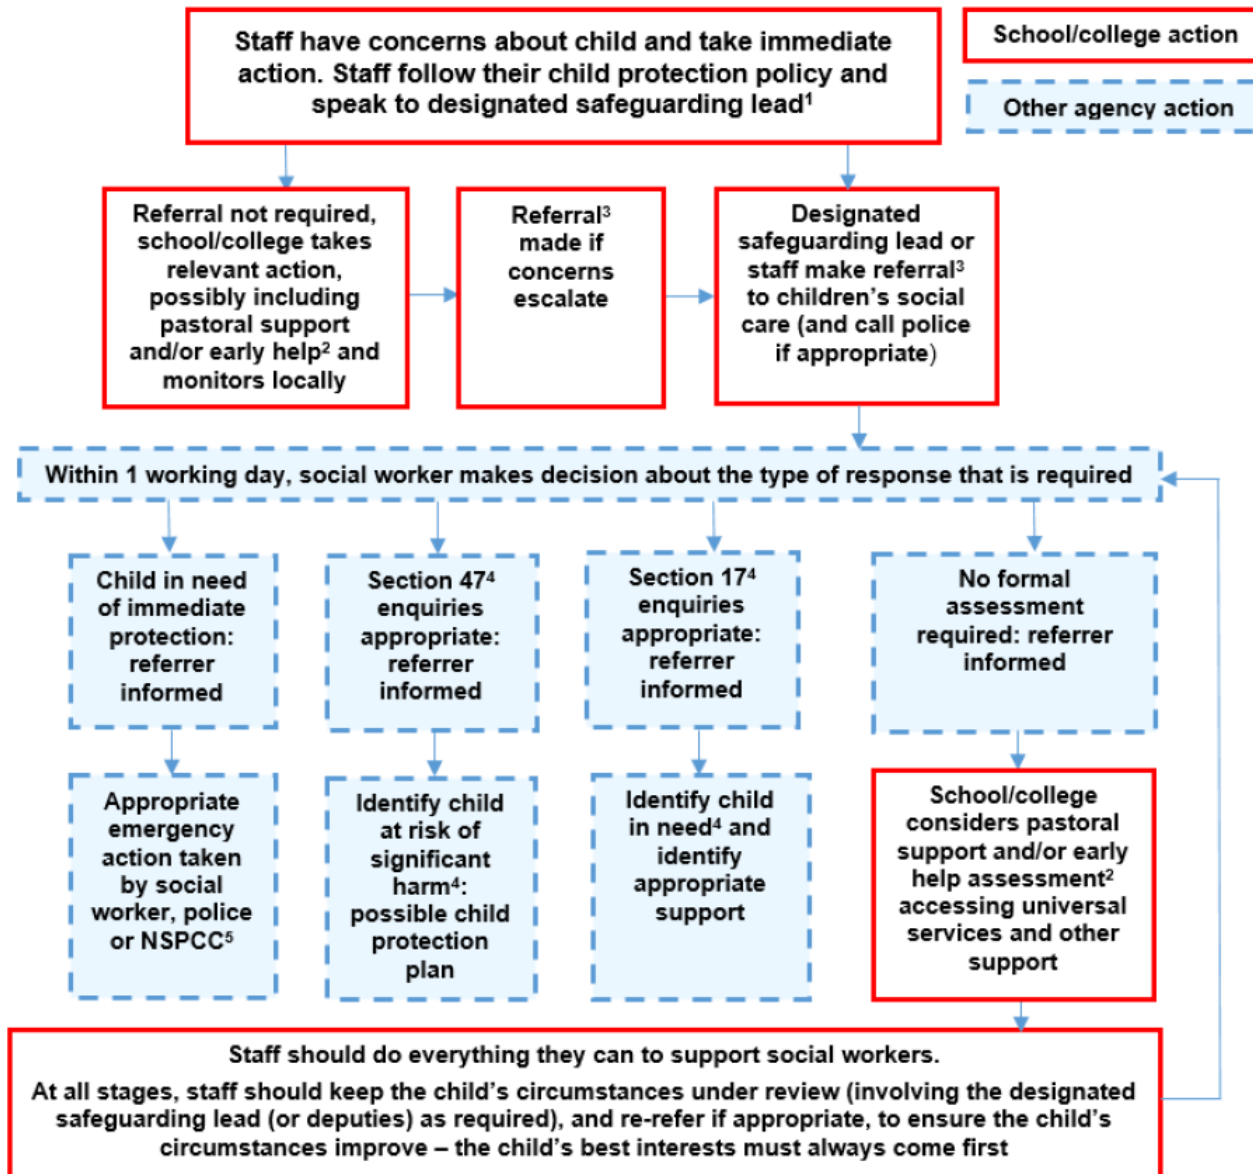 Staff have concerns about child and take immediate
action. Staff follow their child protection policy and
speak to designated safeguarding lead¹
School/college action
Other agency action
Referral not required,
school/college takes
relevant action,
possibly including
pastoral support
and/or early help² and
monitors locally
Referral³
made if
concerns
escalate
Designated
safeguarding lead or
staff make referral³
to children’s social
care (and call police
if appropriate)
Within 1 working day, social worker makes decision about the type of response that is required
Child in need
of immediate
protection:
referrer
informed
Section 47⁴
enquiries
appropriate:
referrer
informed
Section 17⁴
enquiries
appropriate:
referrer
informed
No formal
assessment
required: referrer
informed
Appropriate
emergency
action taken
by social
worker, police
or NSPCC⁵
Identify child
at risk of
significant
harm⁴:
possible child
protection
plan
Identify child
in need⁴ and
identify
appropriate
support
School/college
considers pastoral
support and/or early
help assessment²
accessing universal
services and other
support
Staff should do everything they can to support social workers.
At all stages, staff should keep the child’s circumstances under review (involving the designated
safeguarding lead (or deputies) as required), and re-refer if appropriate, to ensure the child’s
circumstances improve – the child’s best interests must always come first